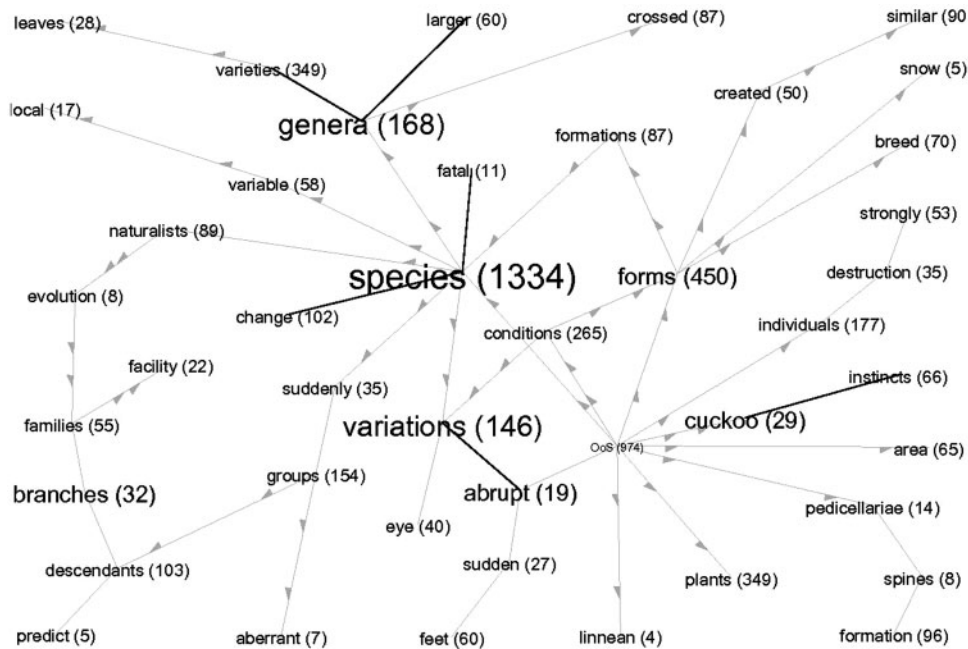 leaves (28)
larger (60)
crossed (87)
similar (90)
varieties (349)
snow (5)
created (50)
local (17)
genera (168)
formations (87)
breed (70)
fatal (11)
variable (58)
strongly (53)
naturalists (89)
species (1334)
forms (450)
destruction (35)
evolution (8)
change (102)
conditions (265)
individuals (177)
facility (22)
suddenly (35)
instincts (66)
families (55)
variations (146)
cuckoo (29)
OoS (974)
area (65)
branches (32)
groups (154)
abrupt (19)
pedicellariae (14)
eye (40)
descendants (103)
sudden (27)
plants (349)
spines (8)
predict (5)
aberrant (7)
feet (60)
linnean (4)
formation (96)